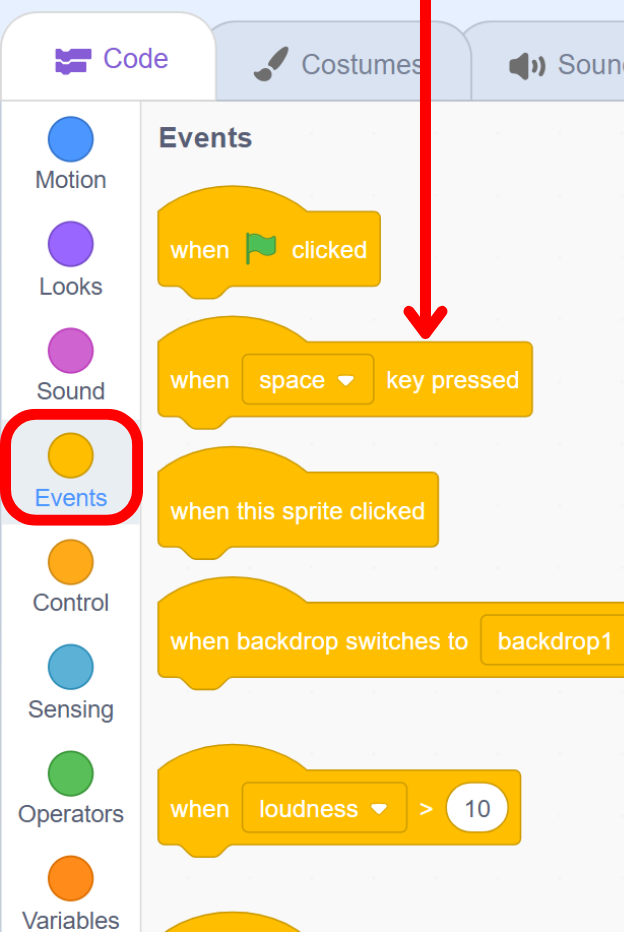 Code
Costumes
Soun
Motion
Looks
Sound
Events
Control
Sensing
Operators
Variables
Events
when clicked
when space key pressed
when this sprite clicked
when backdrop switches to backdrop1
when loudness > 10